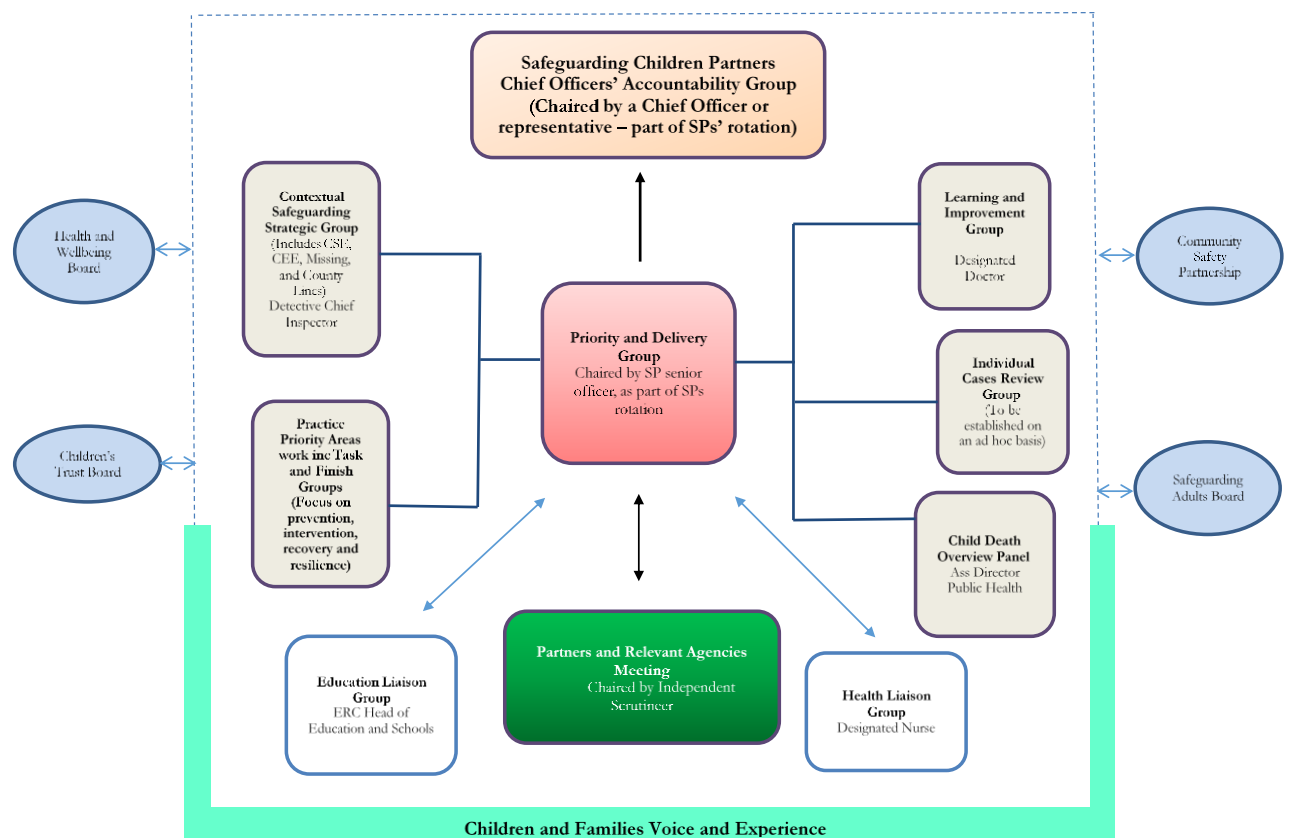 Safeguarding Children Partners
Chief Officers' Accountability Group
(Chaired by a Chief Officer or
representative – part of SPs' rotation)
Contextual
Safeguarding
Strategic Group
(Includes CSE,
CEE, Missing,
and County
Lines)
Detective Chief
Inspector
Learning and
Improvement
Group
Designated
Doctor
Health and
Wellbeing
Board
Community
Safety
Partnership
Priority and Delivery
Group
Chaired by SP senior
officer, as part of SPs
rotation
Individual
Cases Review
Group
(To be
established on
an ad hoc basis)
Practice
Priority Areas
work inc Task
and Finish
Groups
(Focus on
prevention,
intervention,
recovery and
resilience)
Children's
Trust Board
Safeguarding
Adults Board
Child Death
Overview Panel
Ass Director
Public Health
Education Liaison
Group
ERC Head of
Education and Schools
Partners and Relevant Agencies
Meeting
Chaired by Independent
Scrutineer
Health Liaison
Group
Designated Nurse
Children and Families Voice and Experience